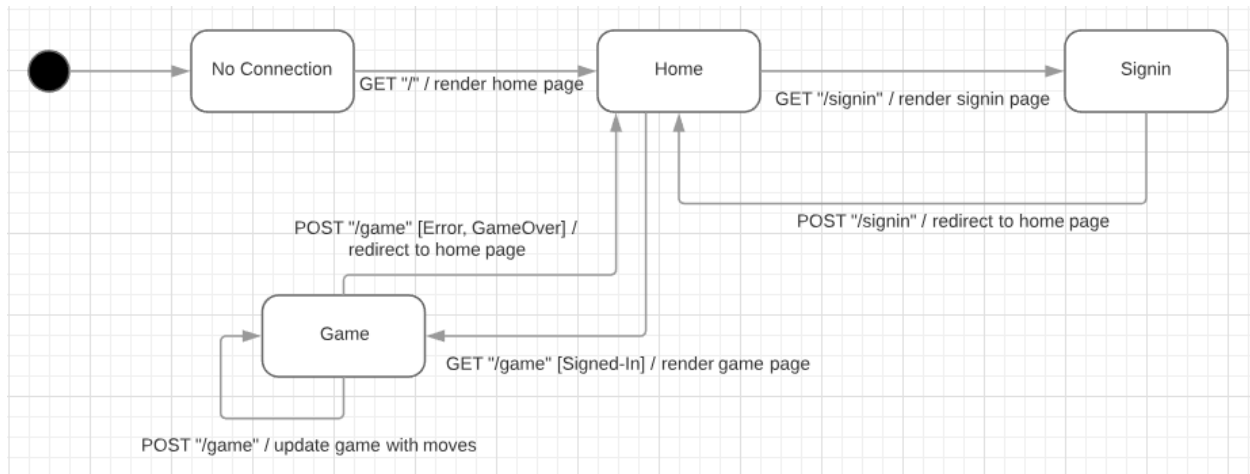 No Connection
Home
Signin
GET "/" / render home page
GET "/signin" / render signin page
POST "/signin" / redirect to home page
POST "/game" [Error, GameOver] /
redirect to home page
Game
GET "/game" [Signed-In] / render game page
POST "/game" / update game with moves